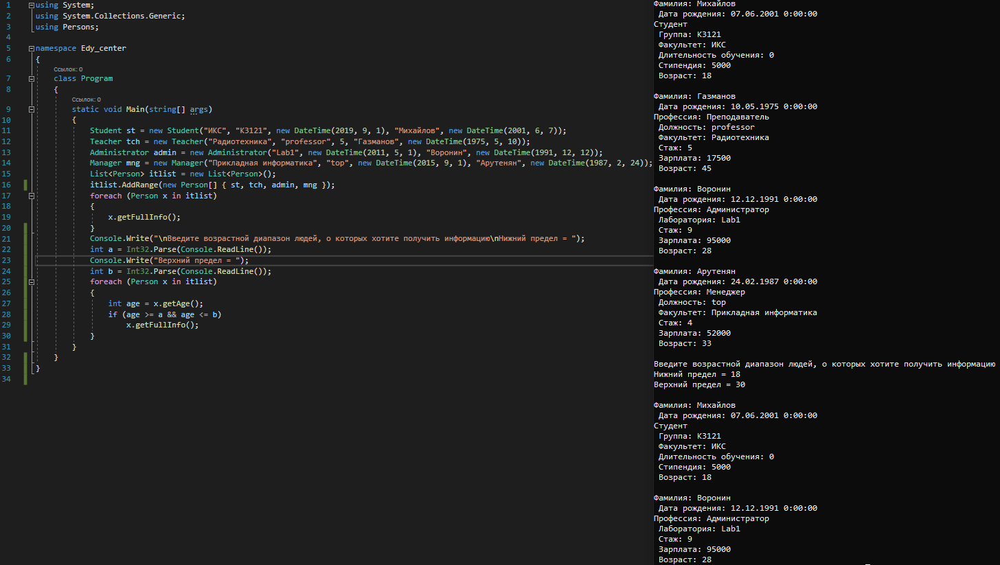 1 using System;
2 using System.Collections.Generic;
3 using Persons;
4
5 namespace Edy_center
6 {
Ссылок: 0
7 class Program
8 {
Ссылок: 0
9 static void Main(string[] args)
10 {
11 Student st = new Student("ИКС", "K3121", new DateTime(2019, 9, 1), "Михайлов", new DateTime(2001, 6, 7));
12 Teacher tch = new Teacher("Радиотехника", "professor", 5, "Газманов", new DateTime(1975, 5, 10));
13 Administrator admin = new Administrator("Lab1", new DateTime(2011, 5, 1), "Воронин", new DateTime(1991, 12, 12));
14 Manager mng = new Manager("Прикладная информатика", "top", new DateTime(2015, 9, 1), "Арутенян", new DateTime(1987, 2, 24));
15 List<Person> itlist = new List<Person>();
16 itlist.AddRange(new Person[] { st, tch, admin, mng });
17 foreach (Person x in itlist)
18 {
19 x.getFullInfo();
20 }
21 Console.Write("\nВведите возрастной диапазон людей, о которых хотите получить информацию\nНижний предел = ");
22 int a = Int32.Parse(Console.ReadLine());
23 Console.Write("Верхний предел = ");
24 int b = Int32.Parse(Console.ReadLine());
25 foreach (Person x in itlist)
26 {
27 int age = x.getAge();
28 if (age >= a && age <= b)
29 x.getFullInfo();
30 }
31 }
32 }
33 }
34
Фамилия: Михайлов
Дата рождения: 07.06.2001 0:00:00
Студент
Группа: K3121
Факультет: ИКС
Длительность обучения: 0
Стипендия: 5000
Возраст: 18
Фамилия: Газманов
Дата рождения: 10.05.1975 0:00:00
Профессия: Преподаватель
Должность: professor
Факультет: Радиотехника
Стаж: 5
Зарплата: 17500
Возраст: 45
Фамилия: Воронин
Дата рождения: 12.12.1991 0:00:00
Профессия: Администратор
Лаборатория: Lab1
Стаж: 9
Зарплата: 95000
Возраст: 28
Фамилия: Арутенян
Дата рождения: 24.02.1987 0:00:00
Профессия: Менеджер
Должность: top
Факультет: Прикладная информатика
Стаж: 4
Зарплата: 52000
Возраст: 33
Введите возрастной диапазон людей, о которых хотите получить информацию
Нижний предел = 18
Верхний предел = 30
Фамилия: Михайлов
Дата рождения: 07.06.2001 0:00:00
Студент
Группа: K3121
Факультет: ИКС
Длительность обучения: 0
Стипендия: 5000
Возраст: 18
Фамилия: Воронин
Дата рождения: 12.12.1991 0:00:00
Профессия: Администратор
Лаборатория: Lab1
Стаж: 9
Зарплата: 95000
Возраст: 28